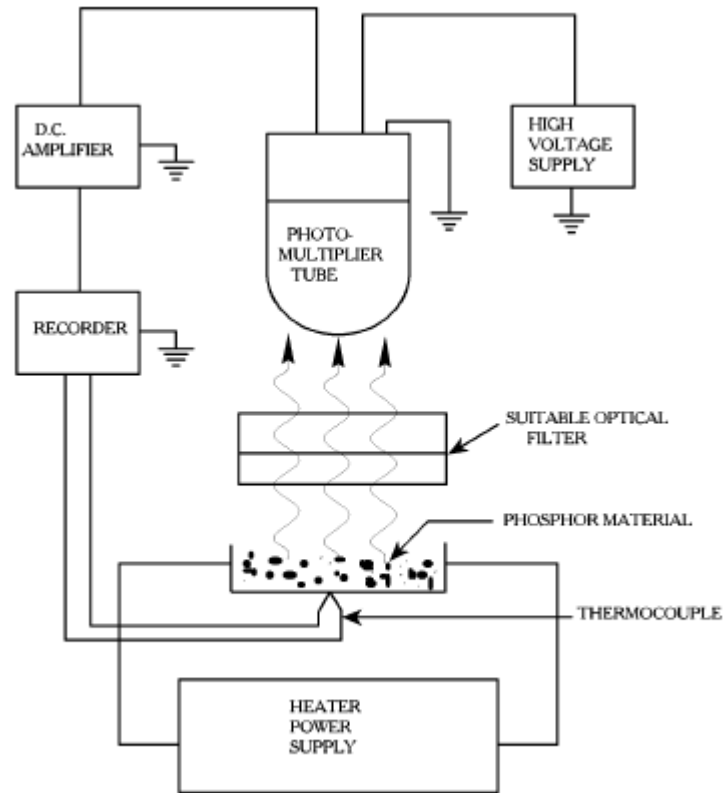 D.C.
AMPLIFIER
HIGH
VOLTAGE
SUPPLY
PHOTO-
MULTIPLIER
TUBE
RECORDER
SUITABLE OPTICAL
FILTER
PHOSPHOR MATERIAL
THERMOCOUPLE
HEATER
POWER
SUPPLY